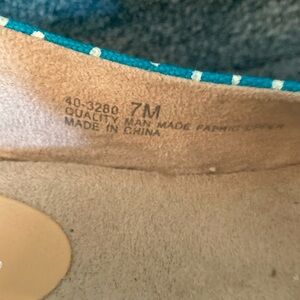 40-3280 7M
QUALITY MAN MADE FABRIC UPPER
MADE IN CHINA